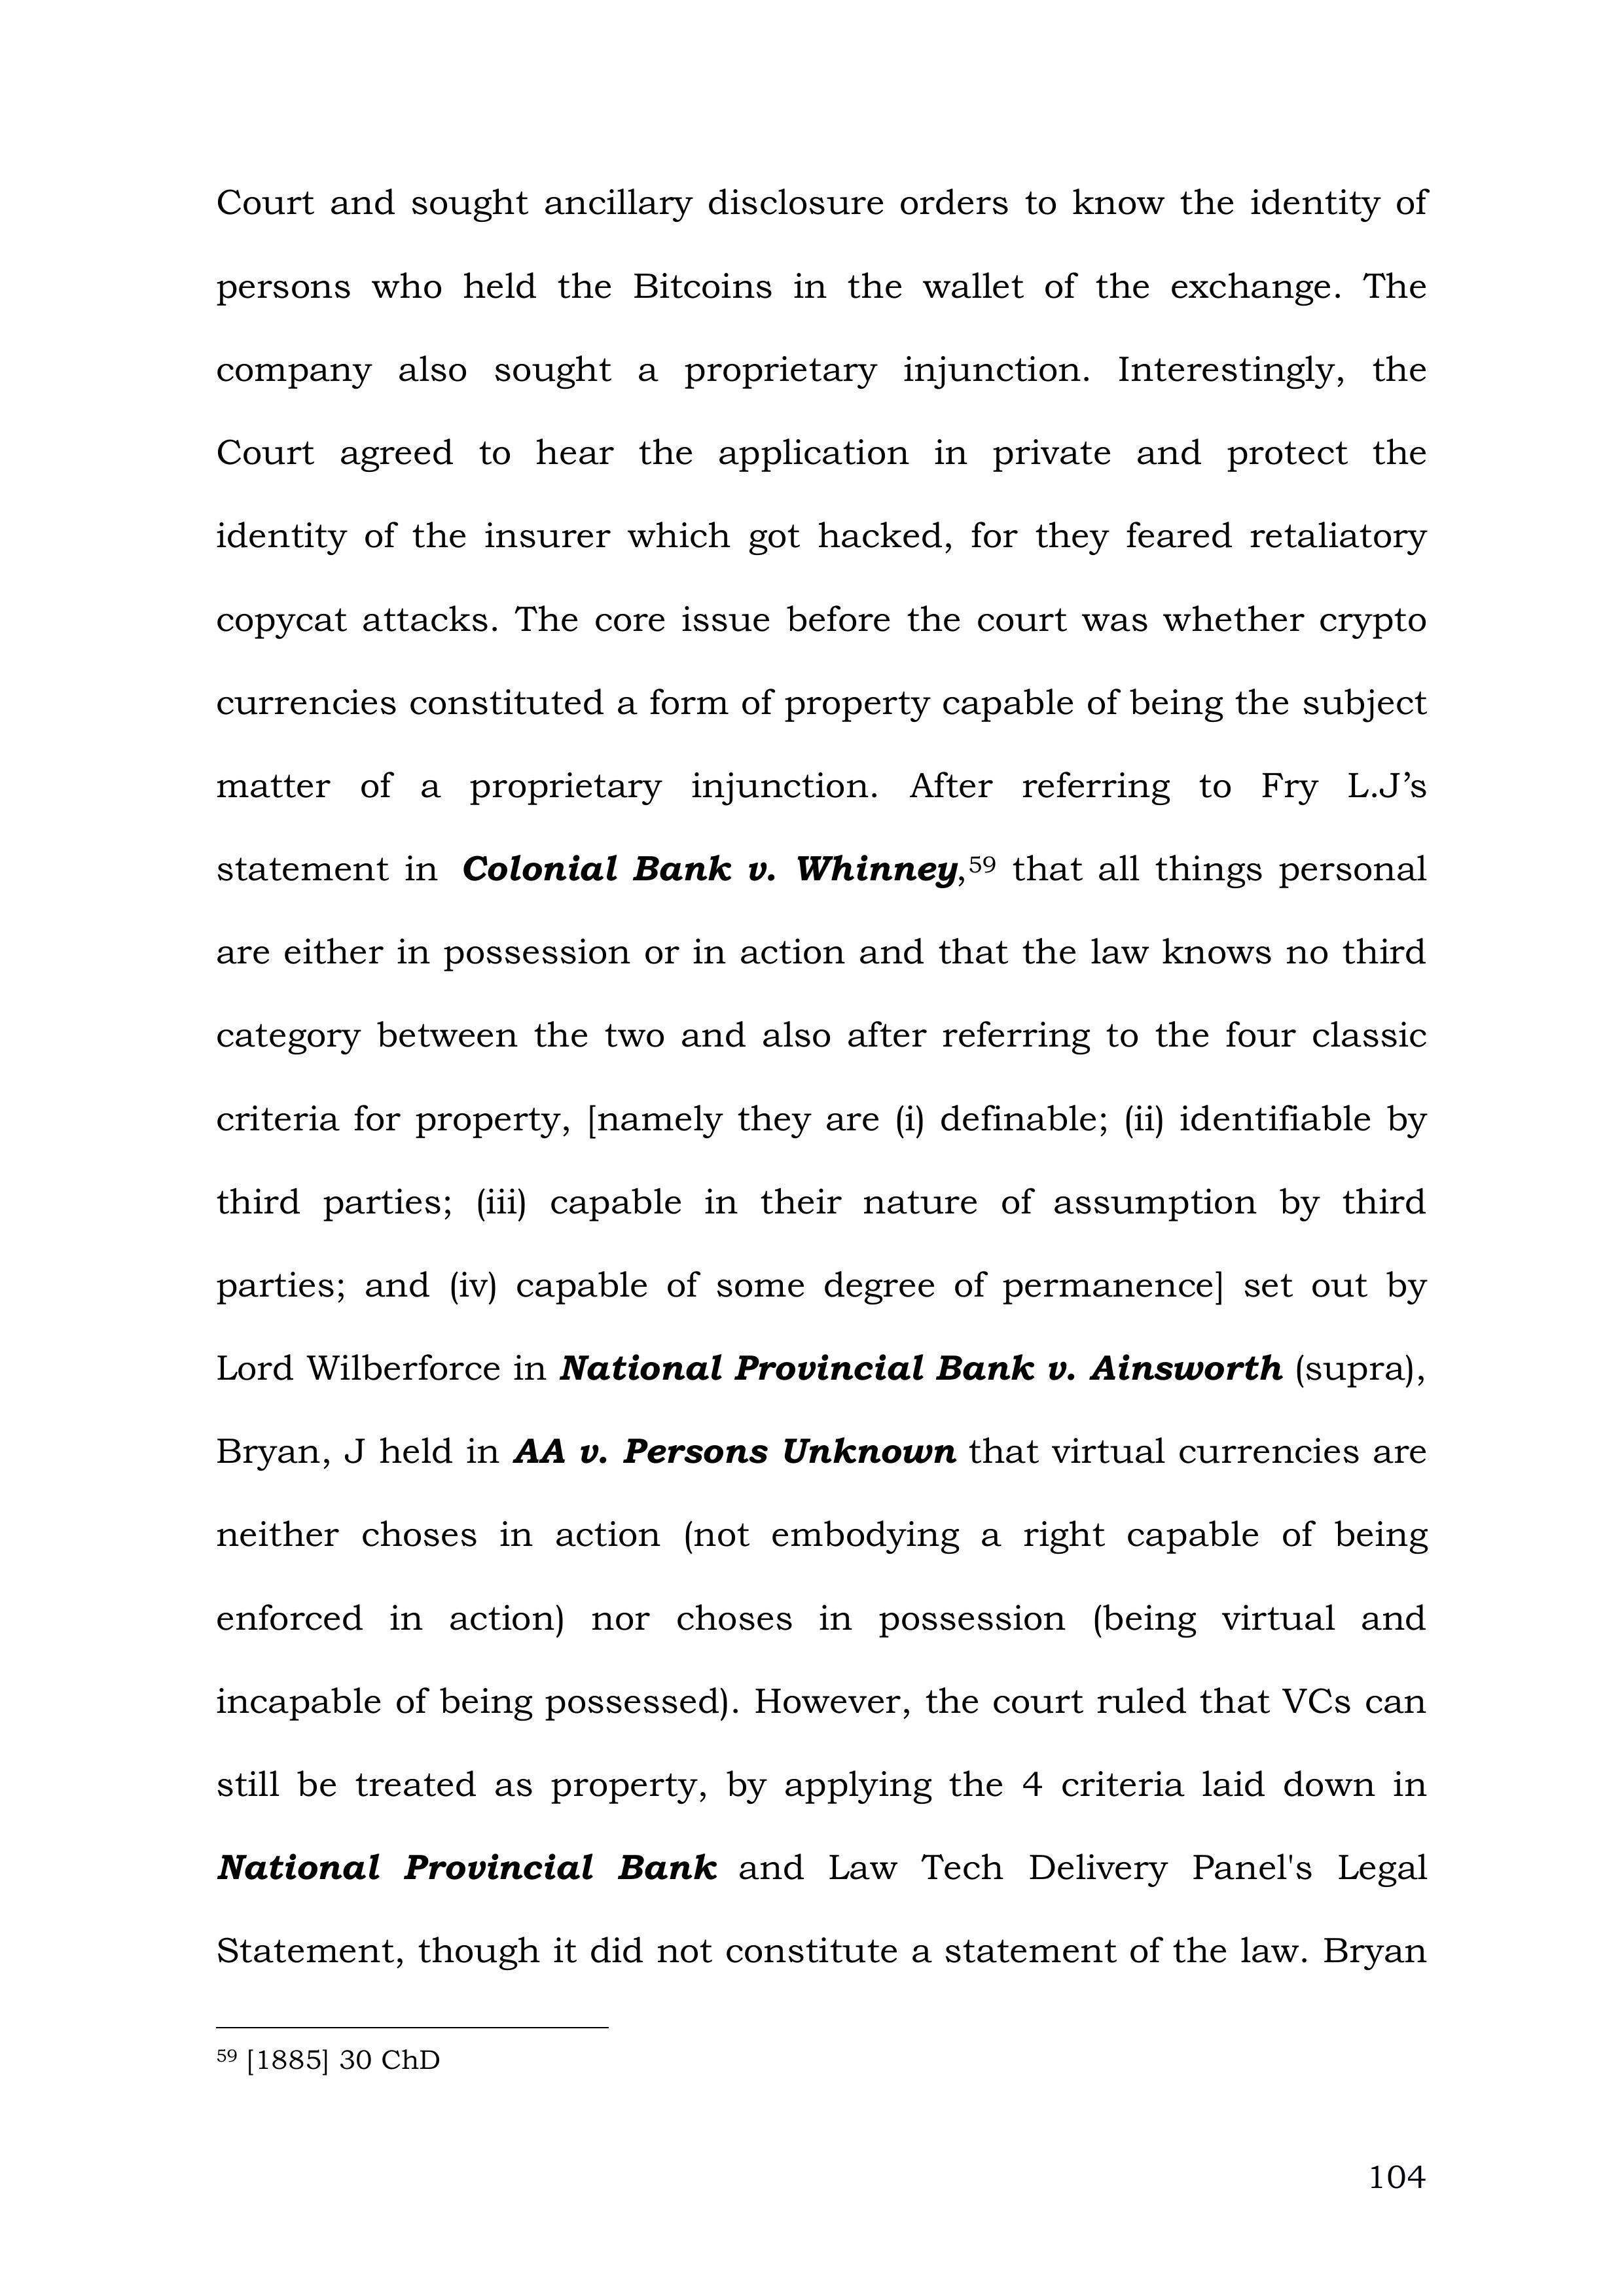 Court and sought ancillary disclosure orders to know the identity of
persons who held the Bitcoins in the wallet of the exchange. The
company also sought a proprietary injunction. Interestingly, the
Court agreed to hear the application in private and protect the
identity of the insurer which got hacked, for they feared retaliatory
copycat attacks. The core issue before the court was whether crypto
currencies constituted a form of property capable of being the subject
matter of a proprietary injunction. After referring to Fry L.J’s
statement in Colonial Bank v. Whinney,59 that all things personal
are either in possession or in action and that the law knows no third
category between the two and also after referring to the four classic
criteria for property, [namely they are (i) definable; (ii) identifiable by
third parties; (iii) capable in their nature of assumption by third
parties; and (iv) capable of some degree of permanence] set out by
Lord Wilberforce in National Provincial Bank v. Ainsworth (supra),
Bryan, J held in AA v. Persons Unknown that virtual currencies are
neither choses in action (not embodying a right capable of being
enforced in action) nor choses in possession (being virtual and
incapable of being possessed). However, the court ruled that VCs can
still be treated as property, by applying the 4 criteria laid down in
National Provincial Bank and Law Tech Delivery Panel's Legal
Statement, though it did not constitute a statement of the law. Bryan
59 [1885] 30 ChD
104